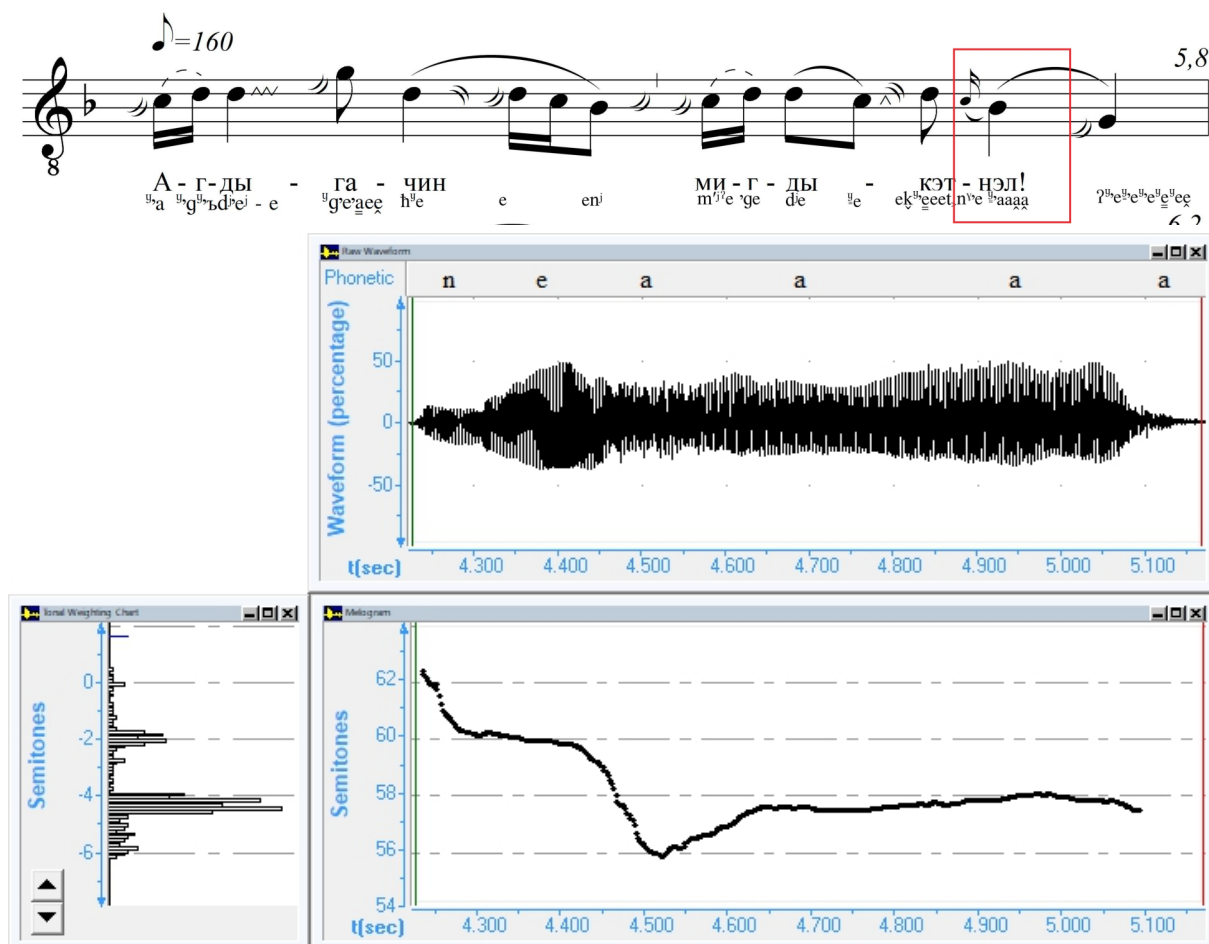 =160
5,8
8
А - г - ды - га - чин ми - г - ды - кэт - нэл!
e enʲ
Raw Waveform
Phonetic n e a a a a
Waveform (percentage)
50
0
-50
t(sec) 4.300 4.400 4.500 4.600 4.700 4.800 4.900 5.000 5.100
Tonal Weighting Chart
Semitones
0
-2
-4
-6
Melogram
Semitones
62
60
58
56
54
t(sec) 4.300 4.400 4.500 4.600 4.700 4.800 4.900 5.000 5.100